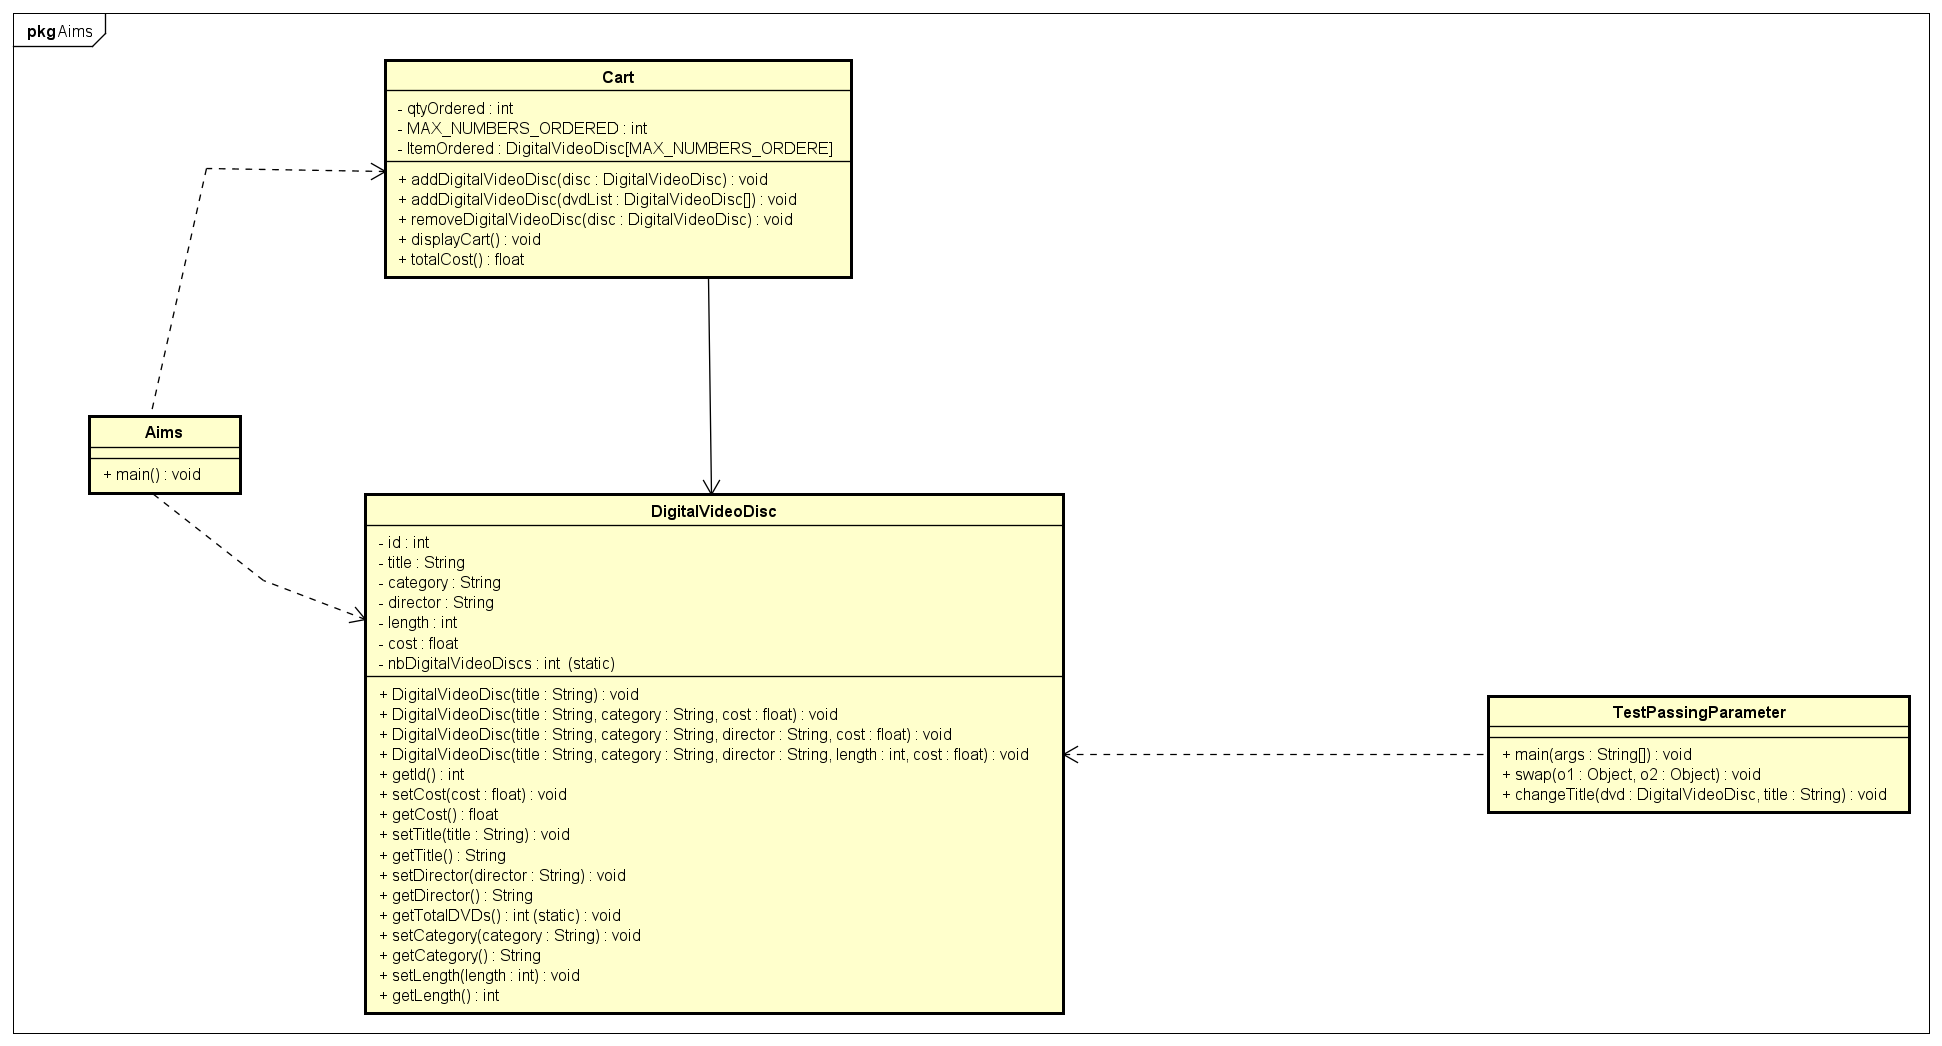 pkg Aims
Cart
- qtyOrdered : int
- MAX_NUMBERS_ORDERED : int
- ItemOrdered : DigitalVideoDisc[MAX_NUMBERS_ORDERE]
+ addDigitalVideoDisc(disc : DigitalVideoDisc) : void
+ addDigitalVideoDisc(dvdList : DigitalVideoDisc[]) : void
+ removeDigitalVideoDisc(disc : DigitalVideoDisc) : void
+ displayCart() : void
+ totalCost() : float
Aims
+ main() : void
DigitalVideoDisc
- id : int
- title : String
- category : String
- director : String
- length : int
- cost : float
- nbDigitalVideoDiscs : int (static)
+ DigitalVideoDisc(title : String) : void
+ DigitalVideoDisc(title : String, category : String, cost : float) : void
+ DigitalVideoDisc(title : String, category : String, director : String, cost : float) : void
+ DigitalVideoDisc(title : String, category : String, director : String, length : int, cost : float) : void
+ getId() : int
+ setCost(cost : float) : void
+ getCost() : float
+ setTitle(title : String) : void
+ getTitle() : String
+ setDirector(director : String) : void
+ getDirector() : String
+ getTotalDVDs() : int (static) : void
+ setCategory(category : String) : void
+ getCategory() : String
+ setLength(length : int) : void
+ getLength() : int
TestPassingParameter
+ main(args : String[]) : void
+ swap(o1 : Object, o2 : Object) : void
+ changeTitle(dvd : DigitalVideoDisc, title : String) : void